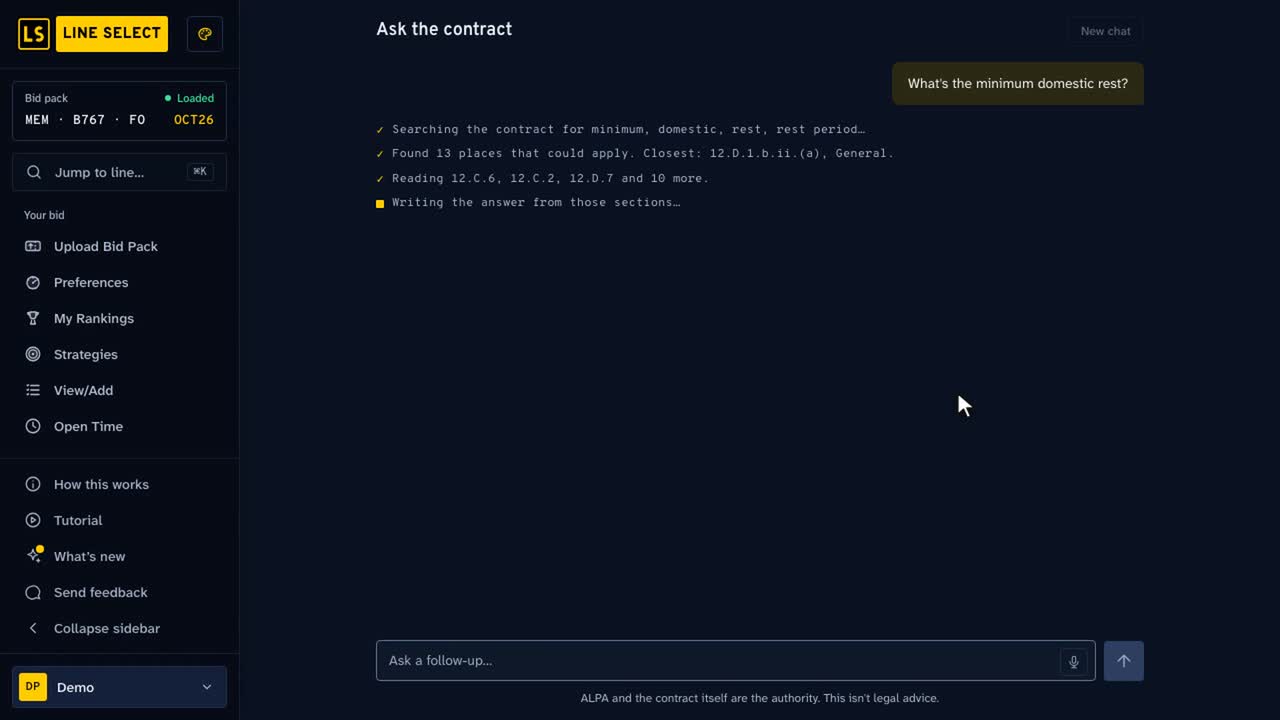 LS LINE SELECT
Bid pack Loaded
MEM · B767 · FO OCT26
Jump to line... ⌘K
Your bid
Upload Bid Pack
Preferences
My Rankings
Strategies
View/Add
Open Time
How this works
Tutorial
What's new
Send feedback
Collapse sidebar
DP Demo
Ask the contract
New chat
What's the minimum domestic rest?
✓ Searching the contract for minimum, domestic, rest, rest period…
✓ Found 13 places that could apply. Closest: 12.D.1.b.ii.(a), General.
✓ Reading 12.C.6, 12.C.2, 12.D.7 and 10 more.
Writing the answer from those sections…
Ask a follow-up...
ALPA and the contract itself are the authority. This isn't legal advice.